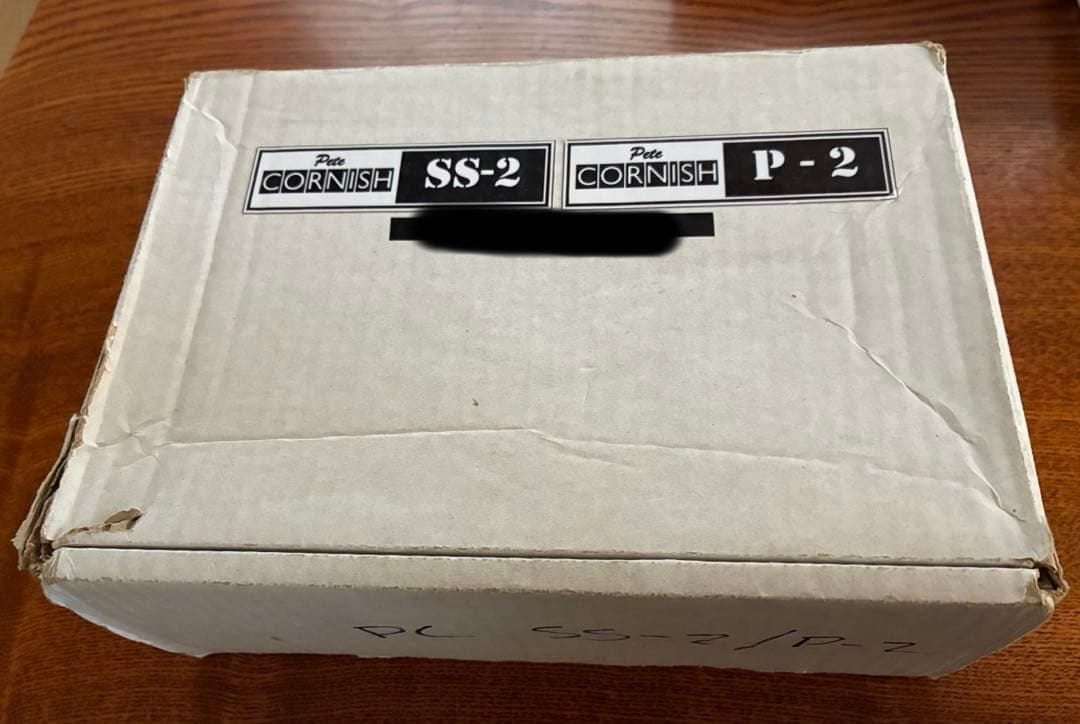 Pete CORNISH SS-2
Pete CORNISH P-2
PC SS-2/P-2